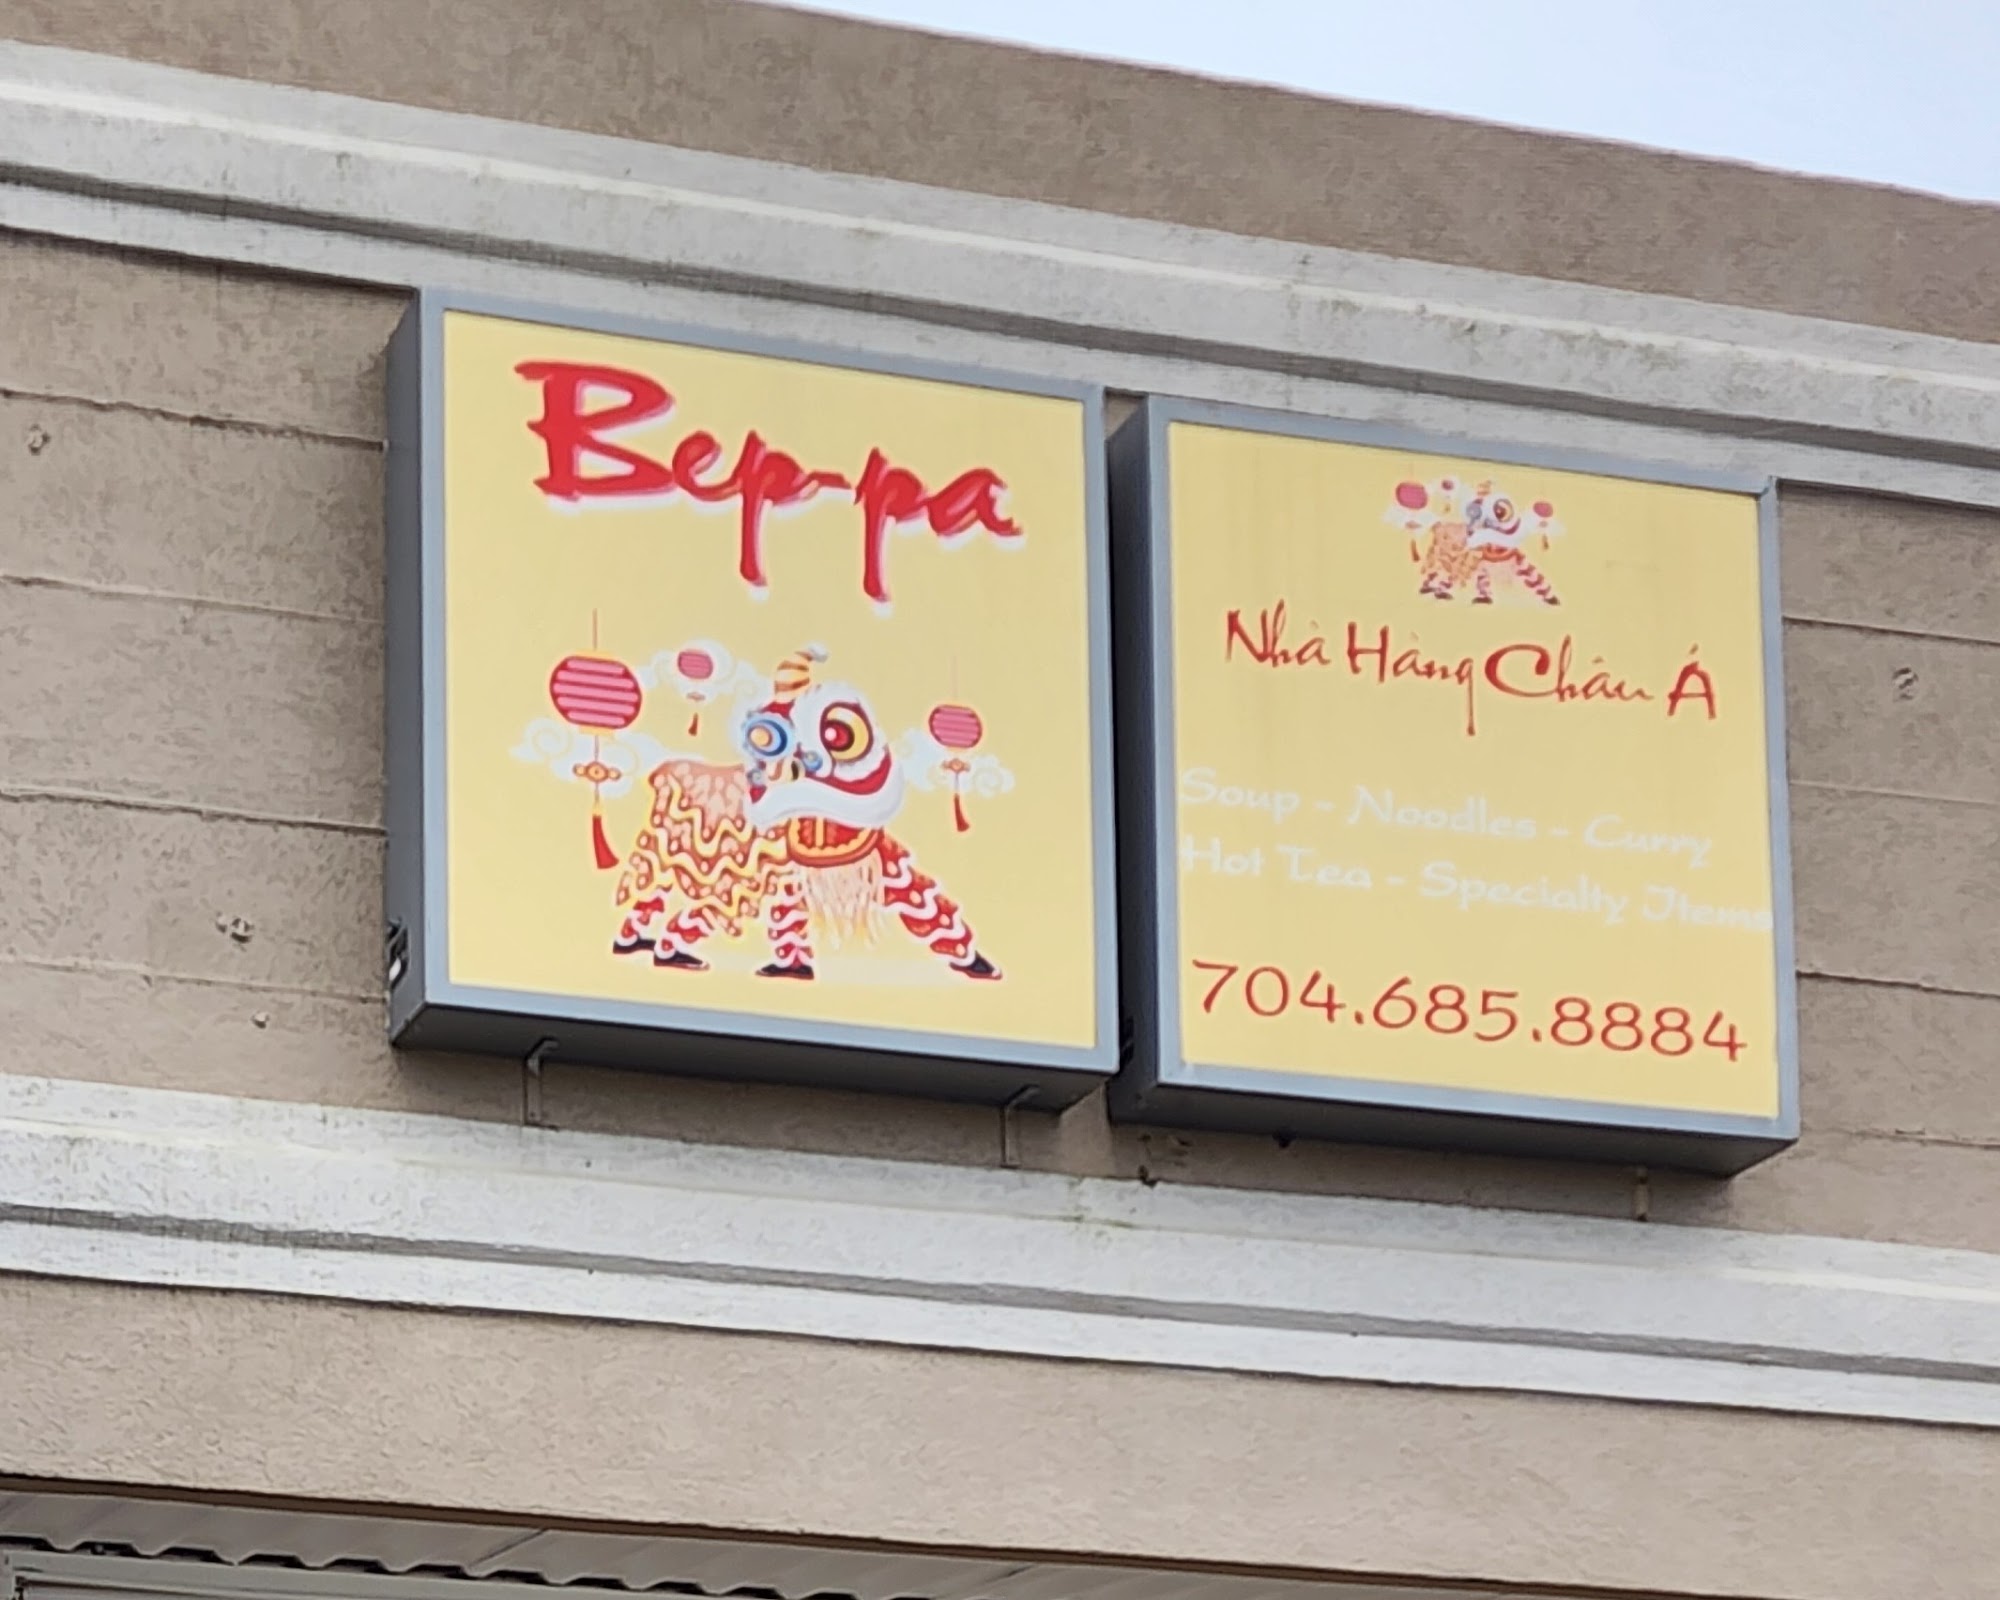 Bep-pa
Nhà Hàng Châu Á
Soup - Noodles - Curry
Hot Tea - Specialty Items
704.685.8884